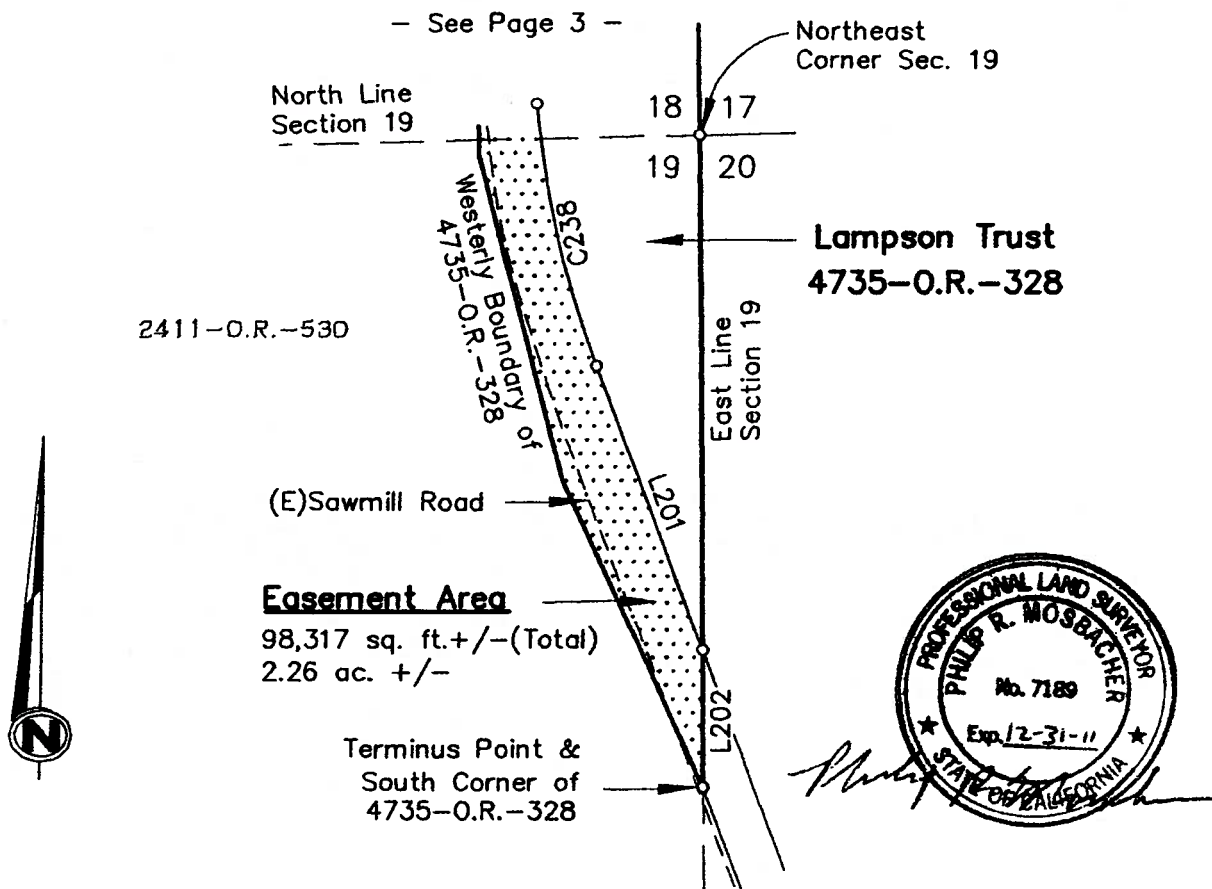 - See Page 3 -
Northeast
Corner Sec. 19
North Line
Section 19
18 17
19 20
C238
Westerly Boundary of
4735-O.R.-328
Lampson Trust
4735-O.R.-328
2411-O.R.-530
East Line
Section 19
(E)Sawmill Road
L201
Easement Area
98,317 sq. ft.+/-(Total)
2.26 ac. +/-
L202
Terminus Point &
South Corner of
4735-O.R.-328
N
PROFESSIONAL LAND SURVEYOR
PHILIP R. MOSBACHER
No. 7189
Exp. 12-31-11
STATE OF CALIFORNIA